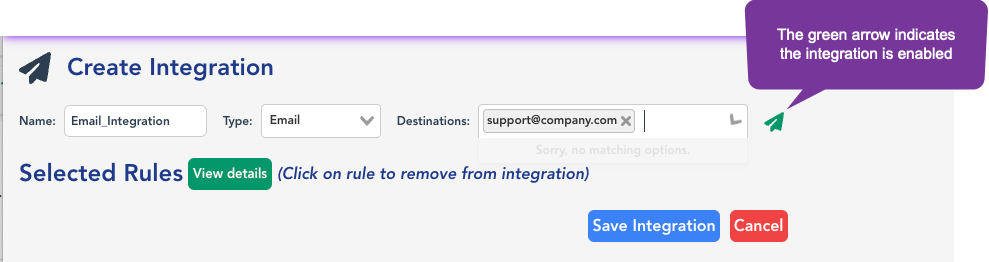 The green arrow indicates
the integration is enabled
Create Integration
Name: Email_Integration Type: Email Destinations: support@company.com
Sorry, no matching options.
Selected Rules View details (Click on rule to remove from integration)
Save Integration Cancel